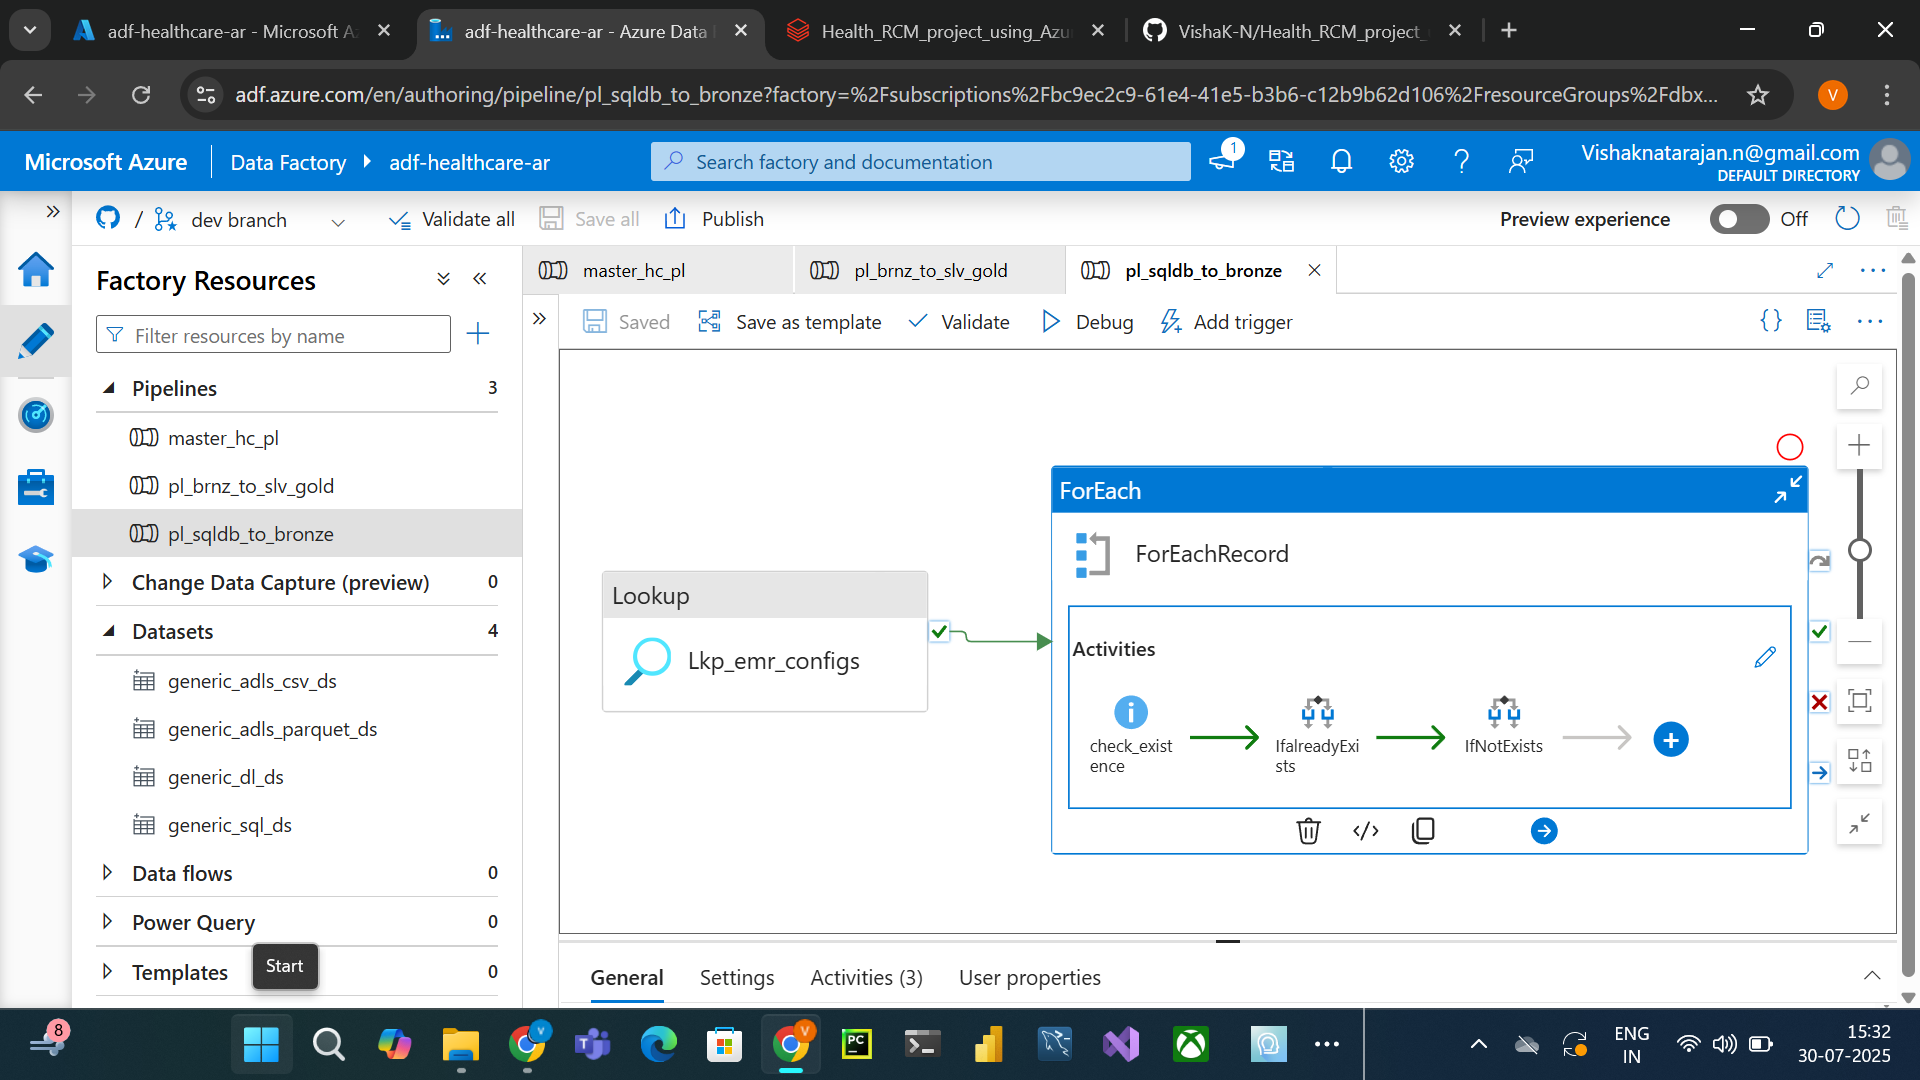 adf-healthcare-ar - Microsoft Az
adf-healthcare-ar - Azure Data
Health_RCM_project_using_Azu
VishaK-N/Health_RCM_project_
adf.azure.com/en/authoring/pipeline/pl_sqldb_to_bronze?factory=%2Fsubscriptions%2Fbc9ec2c9-61e4-41e5-b3b6-c12b9b62d106%2FresourceGroups%2Fdbx...
V
Microsoft Azure
Data Factory
adf-healthcare-ar
Search factory and documentation
1
Vishaknatarajan.n@gmail.com
DEFAULT DIRECTORY
/ dev branch
Validate all
Save all
Publish
Preview experience
Off
Factory Resources
Filter resources by name
Pipelines 3
master_hc_pl
pl_brnz_to_slv_gold
pl_sqldb_to_bronze
Change Data Capture (preview) 0
Datasets 4
generic_adls_csv_ds
generic_adls_parquet_ds
generic_dl_ds
generic_sql_ds
Data flows 0
Power Query 0
Templates 0
Start
master_hc_pl
pl_brnz_to_slv_gold
pl_sqldb_to_bronze
Saved
Save as template
Validate
Debug
Add trigger
Lookup
Lkp_emr_configs
ForEach
ForEachRecord
Activities
check_exist
ence
IfalreadyExi
sts
IfNotExists
General
Settings
Activities (3)
User properties
8
V
V
PC
ENG
IN
15:32
30-07-2025